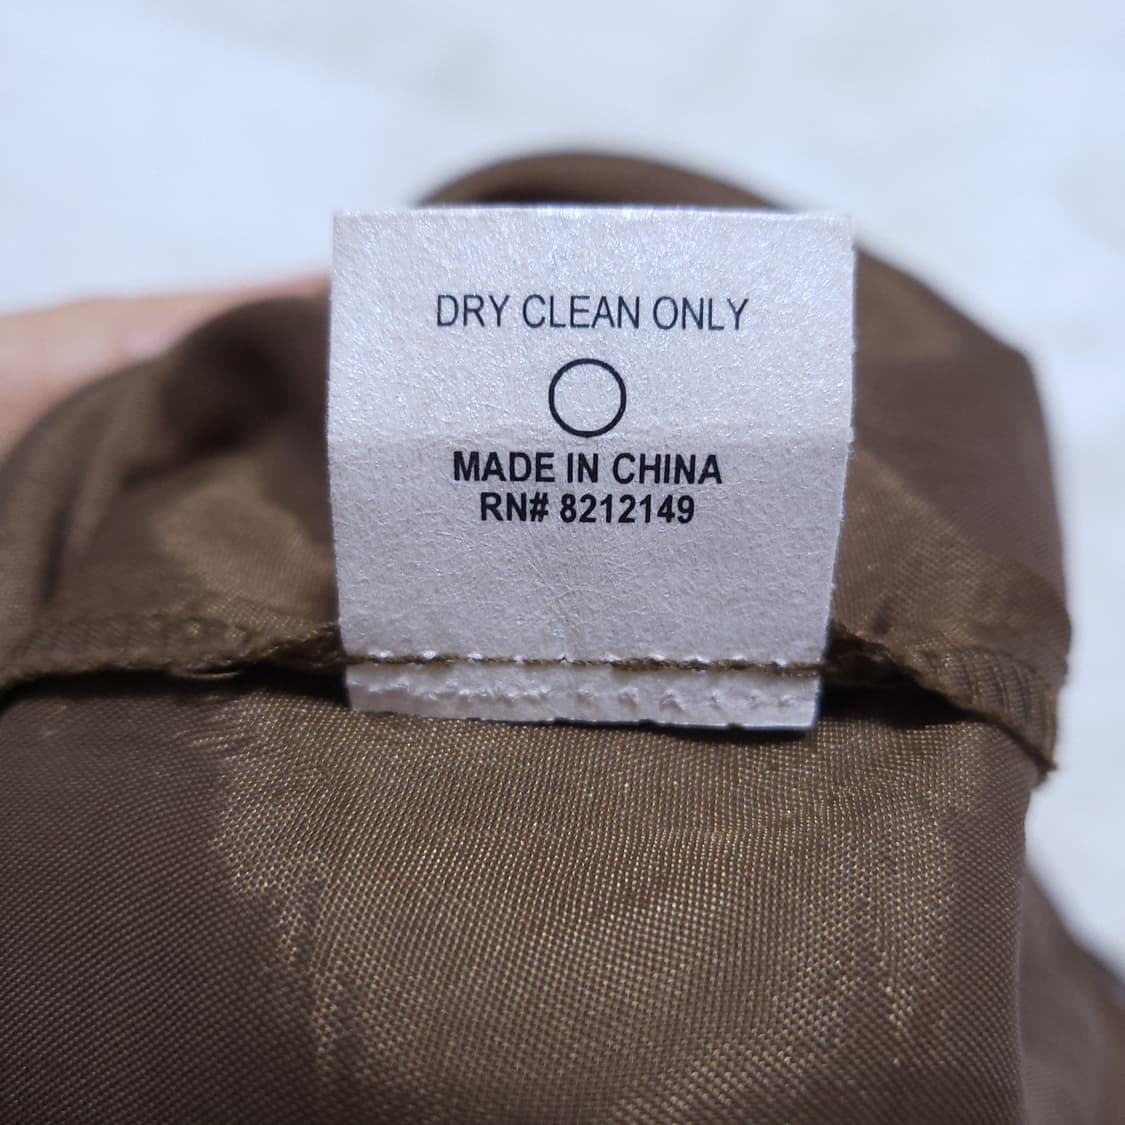 DRY CLEAN ONLY
MADE IN CHINA
RN# 8212149